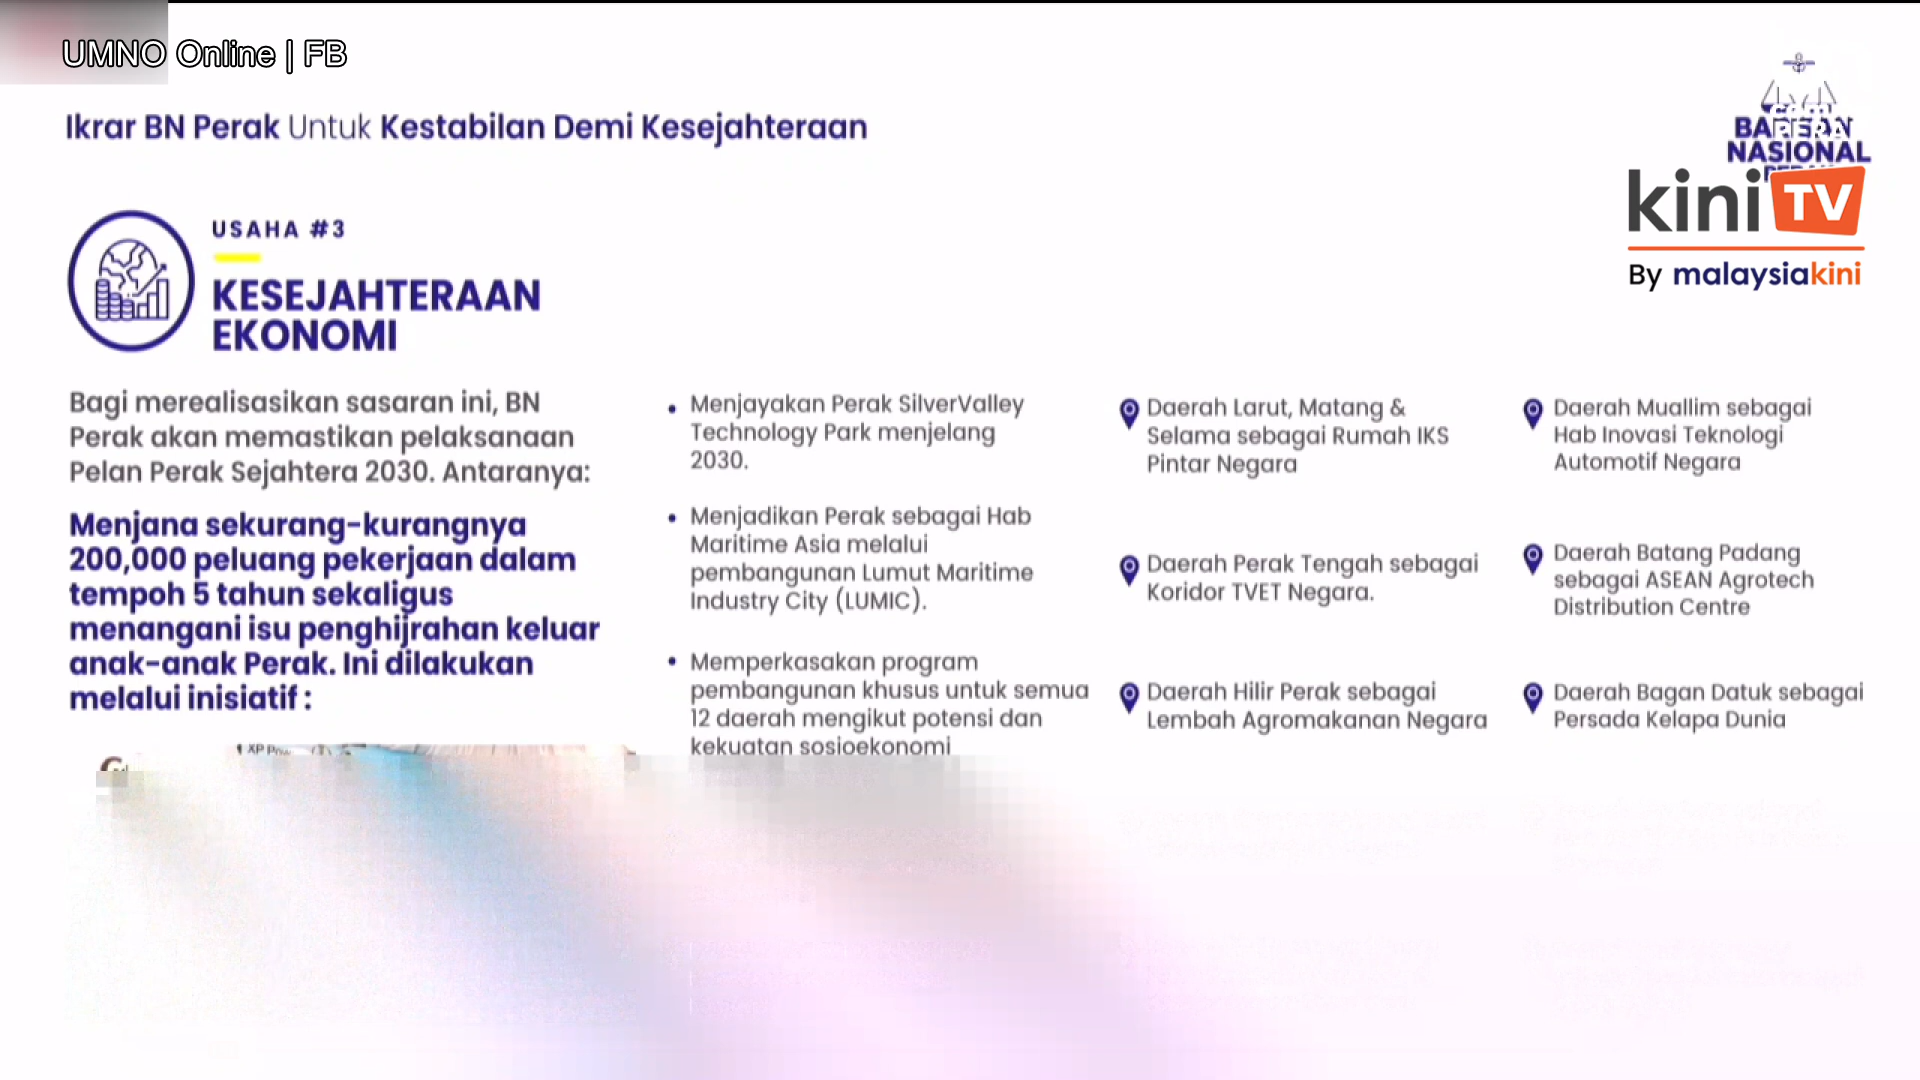 UMNO Online | FB
Ikrar BN Perak Untuk Kestabilan Demi Kesejahteraan
NASIONAL
kini TV
By malaysiakini
USAHA #3
KESEJAHTERAAN
EKONOMI
Bagi merealisasikan sasaran ini, BN
Perak akan memastikan pelaksanaan
Pelan Perak Sejahtera 2030. Antaranya:
Menjana sekurang-kurangnya
200,000 peluang pekerjaan dalam
tempoh 5 tahun sekaligus
menangani isu penghijrahan keluar
anak-anak Perak. Ini dilakukan
melalui inisiatif :
• Menjayakan Perak SilverValley
Technology Park menjelang
2030.
• Menjadikan Perak sebagai Hab
Maritime Asia melalui
pembangunan Lumut Maritime
Industry City (LUMIC).
• Memperkasakan program
pembangunan khusus untuk semua
12 daerah mengikut potensi dan
kekuatan sosioekonomi
Daerah Larut, Matang &
Selama sebagai Rumah IKS
Pintar Negara
Daerah Perak Tengah sebagai
Koridor TVET Negara.
Daerah Hilir Perak sebagai
Lembah Agromakanan Negara
Daerah Muallim sebagai
Hab Inovasi Teknologi
Automotif Negara
Daerah Batang Padang
sebagai ASEAN Agrotech
Distribution Centre
Daerah Bagan Datuk sebagai
Persada Kelapa Dunia